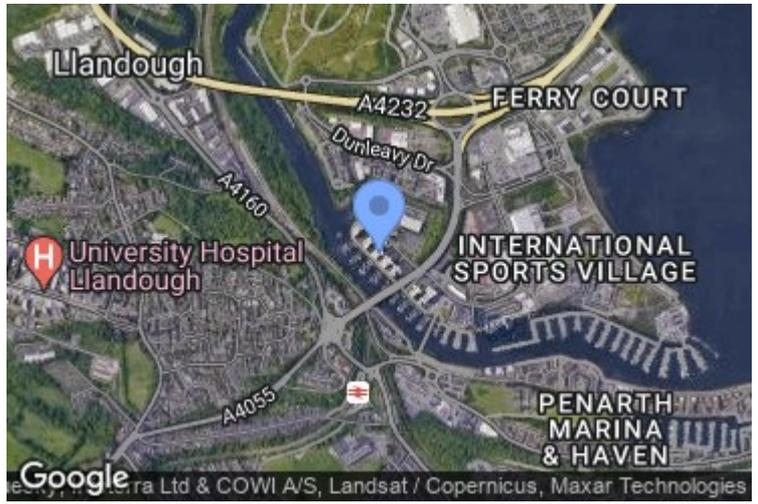 Llandough
A4232
FERRY COURT
Dunleavy Dr
A4160
H
University Hospital
Llandough
INTERNATIONAL
SPORTS VILLAGE
A4055
PENARTH
MARINA
& HAVEN
Google
Ltd & COWI A/S, Landsat / Copernicus, Maxar Technologies